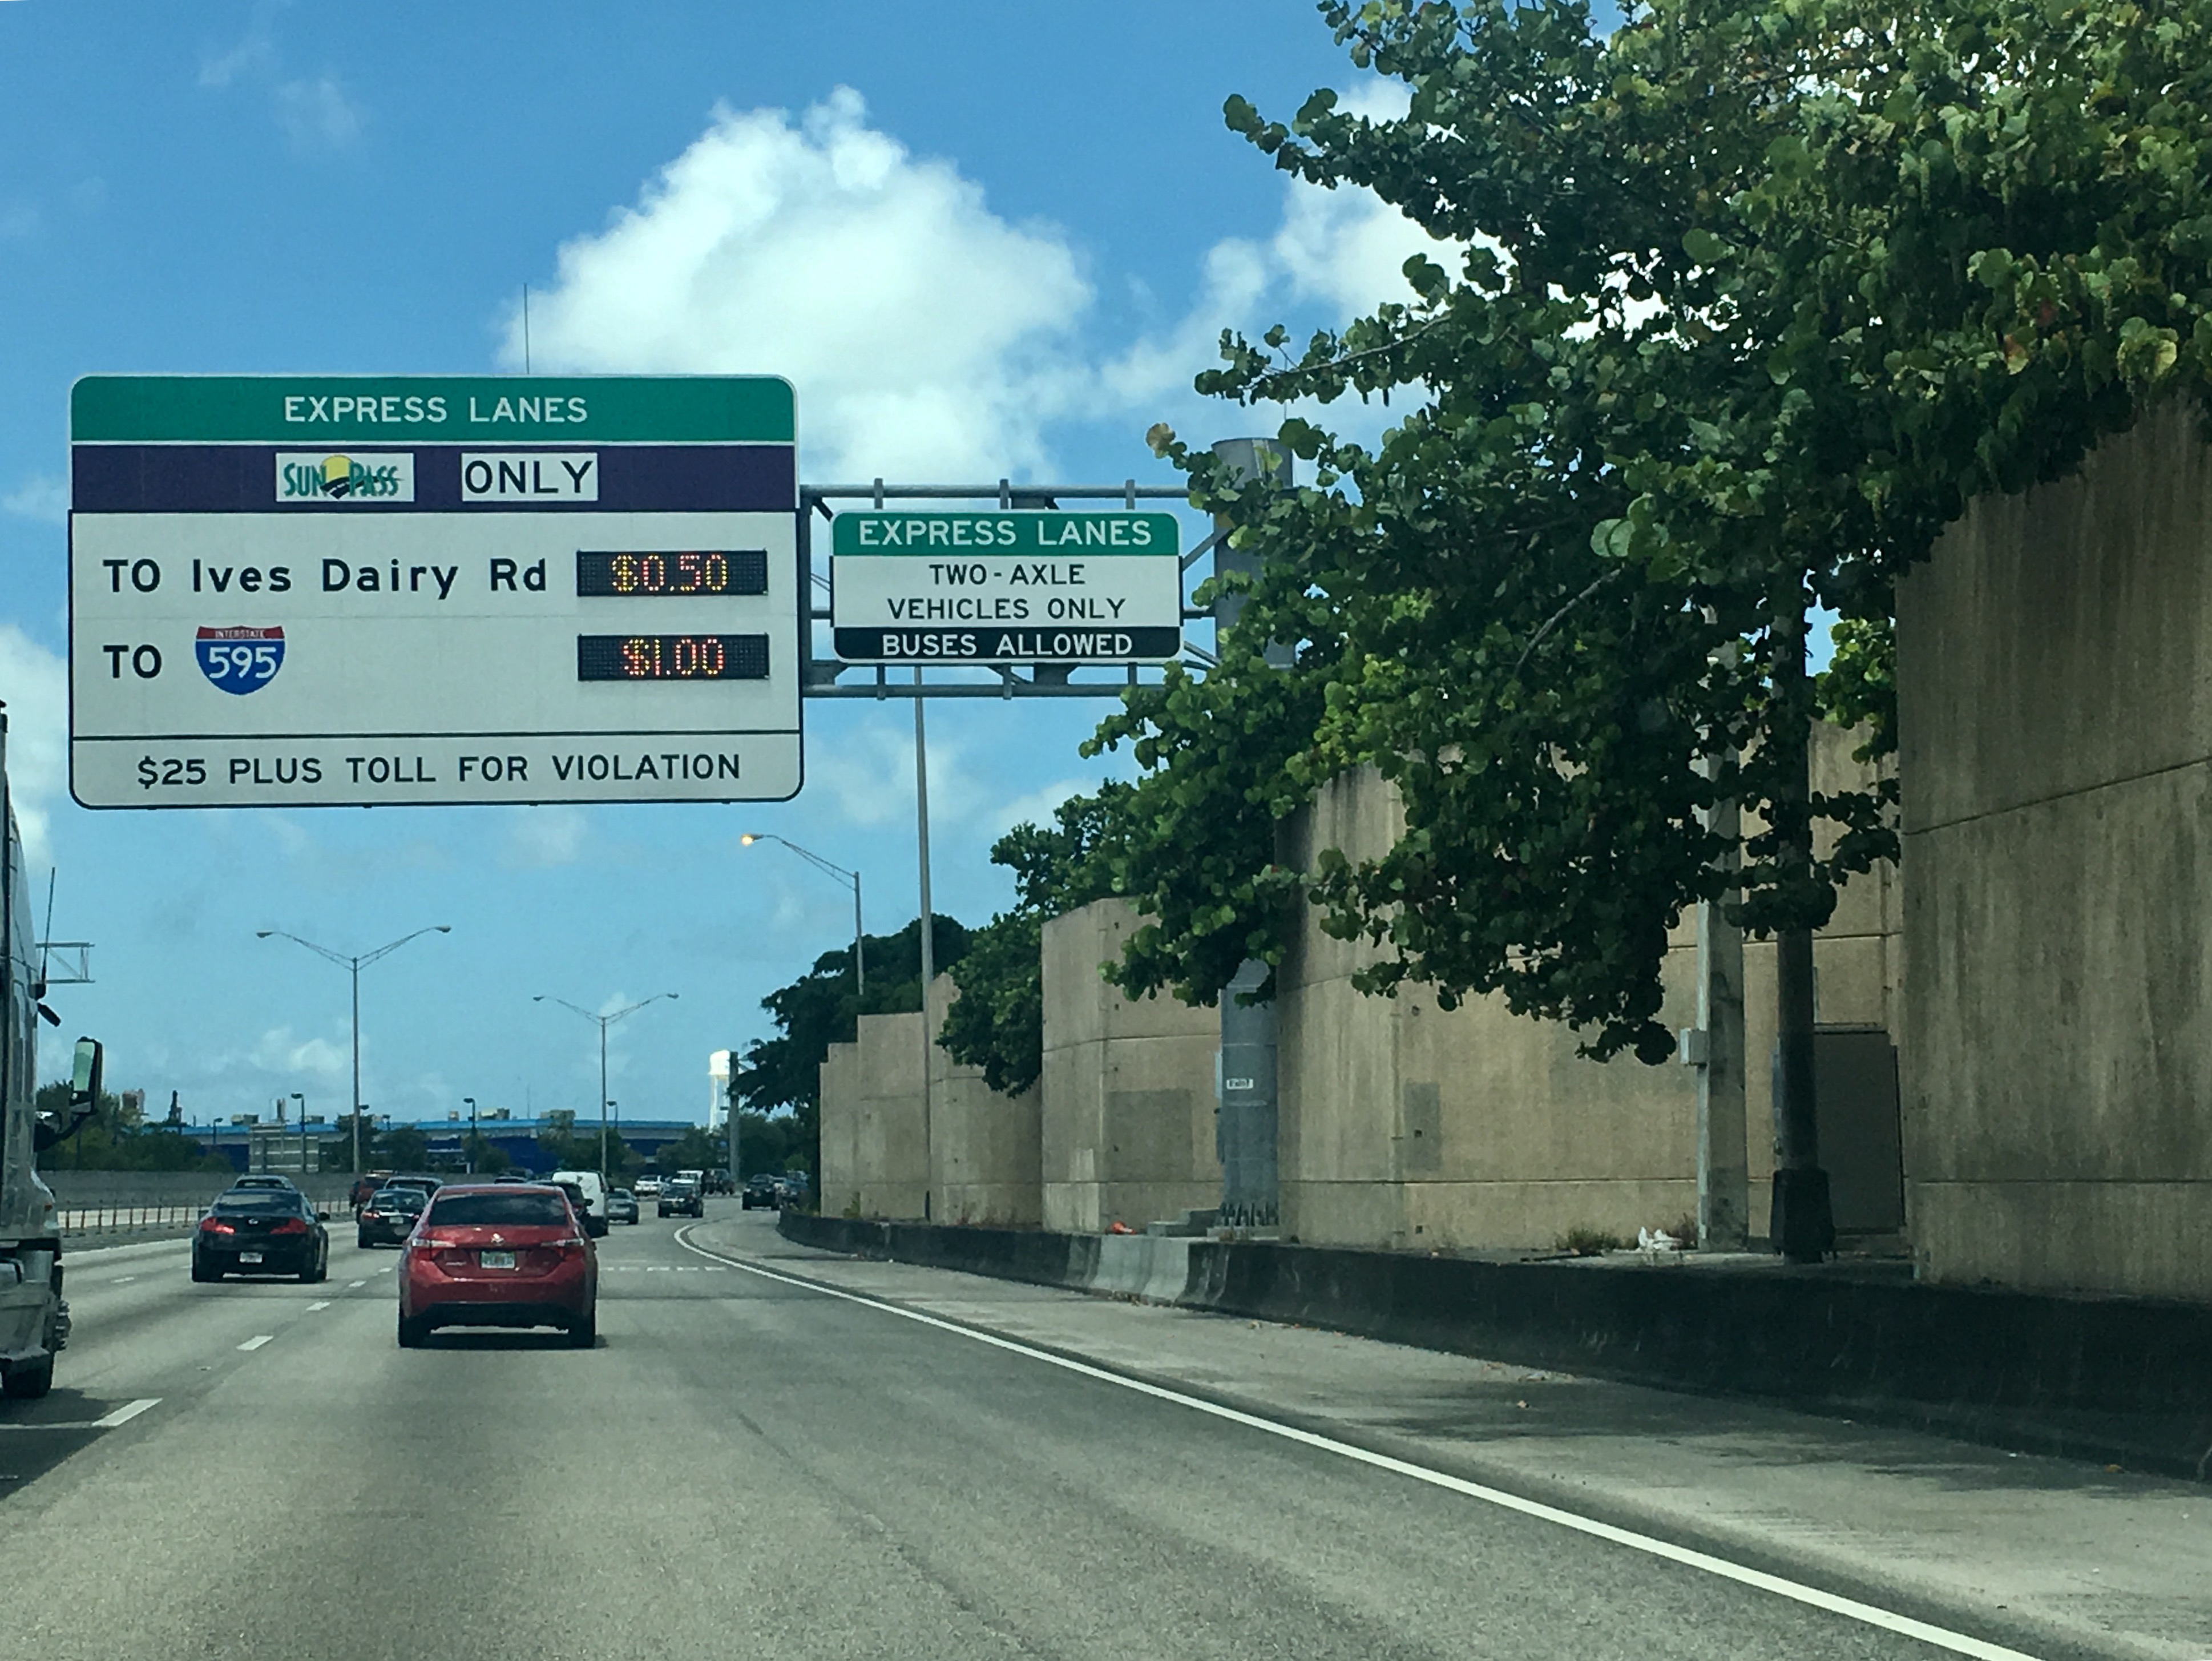 EXPRESS LANES
SUNPASS ONLY
TO Ives Dairy Rd $0.50
TO INTERSTATE 595 $1.00
$25 PLUS TOLL FOR VIOLATION
EXPRESS LANES
TWO-AXLE
VEHICLES ONLY
BUSES ALLOWED